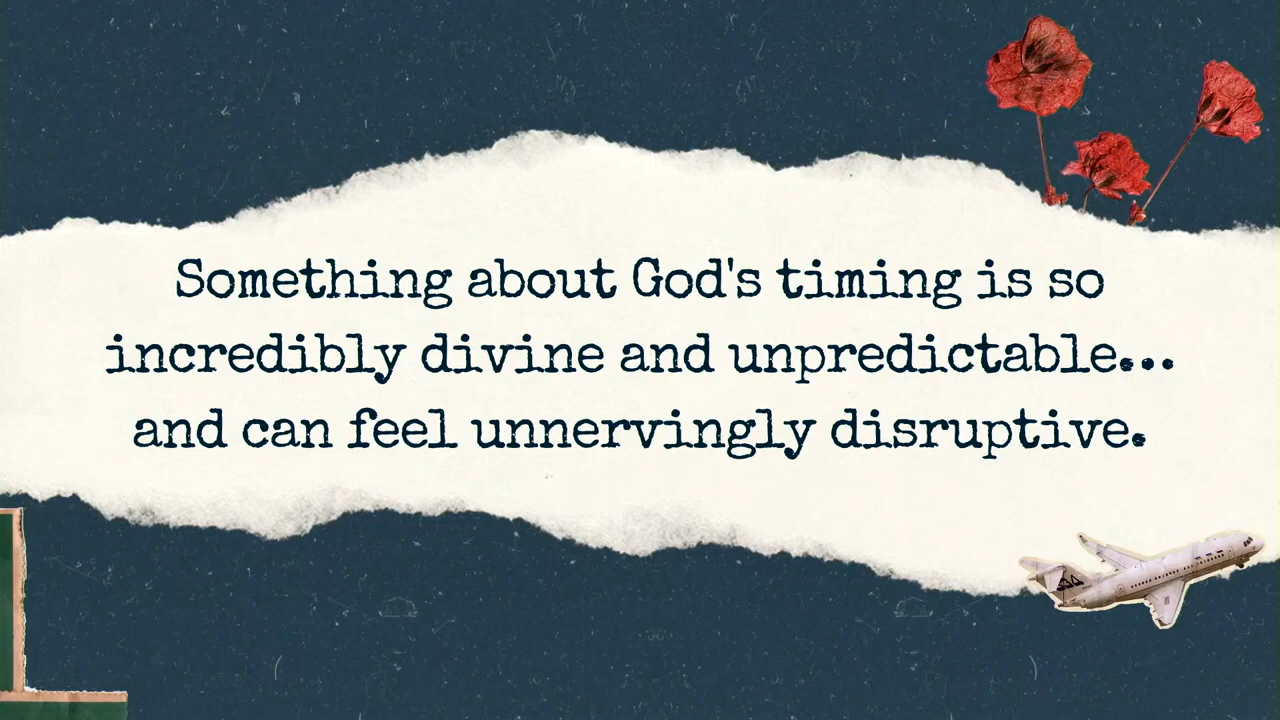 Something about God's timing is so
incredibly divine and unpredictable...
and can feel unnervingly disruptive.